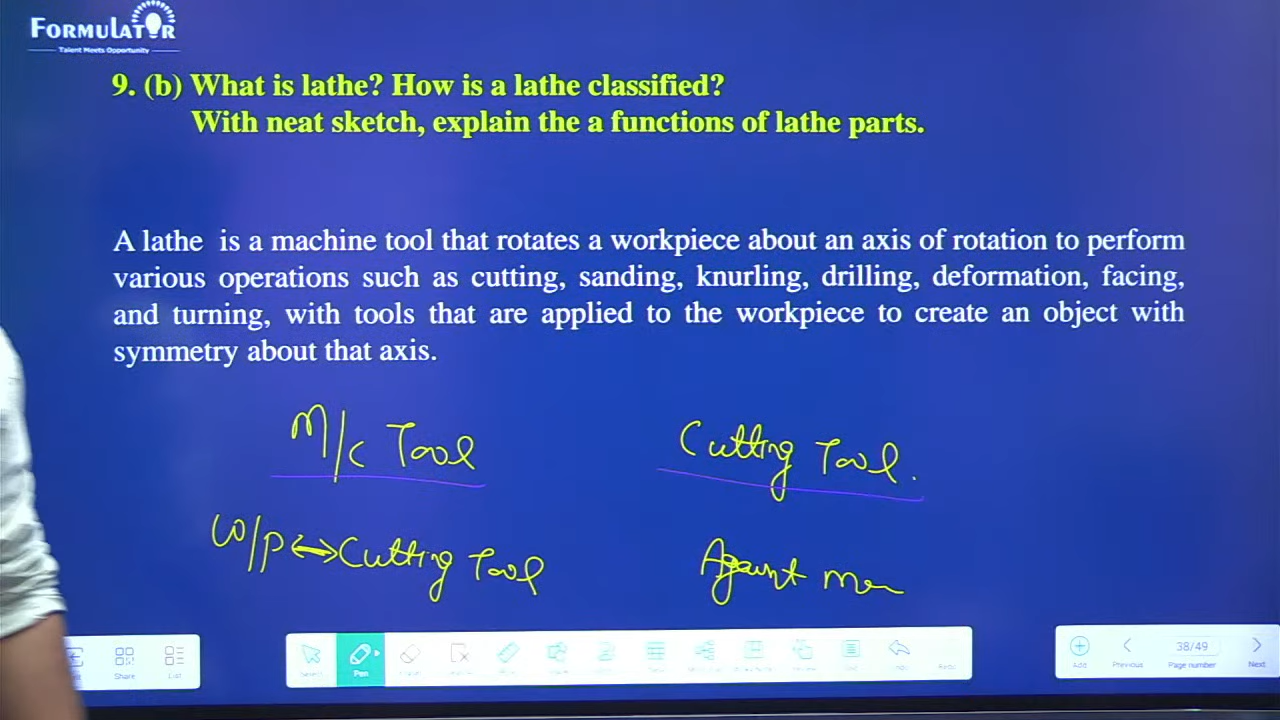 FORMULATOR
Talent Meets Opportunity
9. (b) What is lathe? How is a lathe classified?
With neat sketch, explain the a functions of lathe parts.
A lathe is a machine tool that rotates a workpiece about an axis of rotation to perform
various operations such as cutting, sanding, knurling, drilling, deformation, facing,
and turning, with tools that are applied to the workpiece to create an object with
symmetry about that axis.
M/c Tool
Cutting Tool.
W/P↔Cutting Tool
Share
List
Select
Pen
Undo
Redo
Add
Previous
38/49
Page number
Next